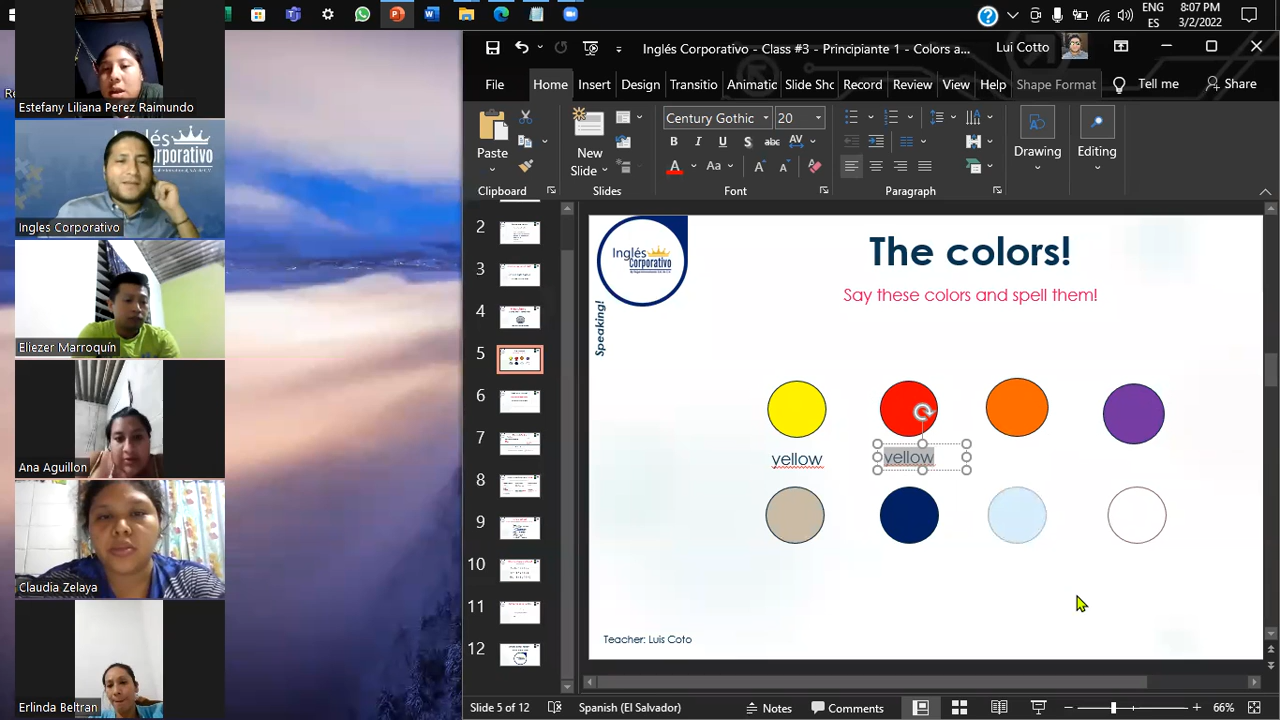 8:07 PM
ENG
ES
3/2/2022
Estefany Liliana Perez Raimundo
Inglés
Corporativo
Ingles Corporativo
Eliezer Marroquín
Ana Aguillon
Claudia Zelaya
Erlinda Beltran
Inglés Corporativo - Class #3 - Principiante 1 - Colors a...
Lui Cotto
File Home Insert Design Transitio Animatic Slide Shc Record Review View Help Shape Format Tell me Share
Paste
New
Slide
Century Gothic 20
Drawing
Editing
Clipboard Slides Font Paragraph
2
3
4
5
6
7
8
9
10
11
12
Inglés
Corporativo
Speaking!
The colors!
Say these colors and spell them!
yellow yellow
Teacher: Luis Coto
Slide 5 of 12 Spanish (El Salvador) Notes Comments 66%